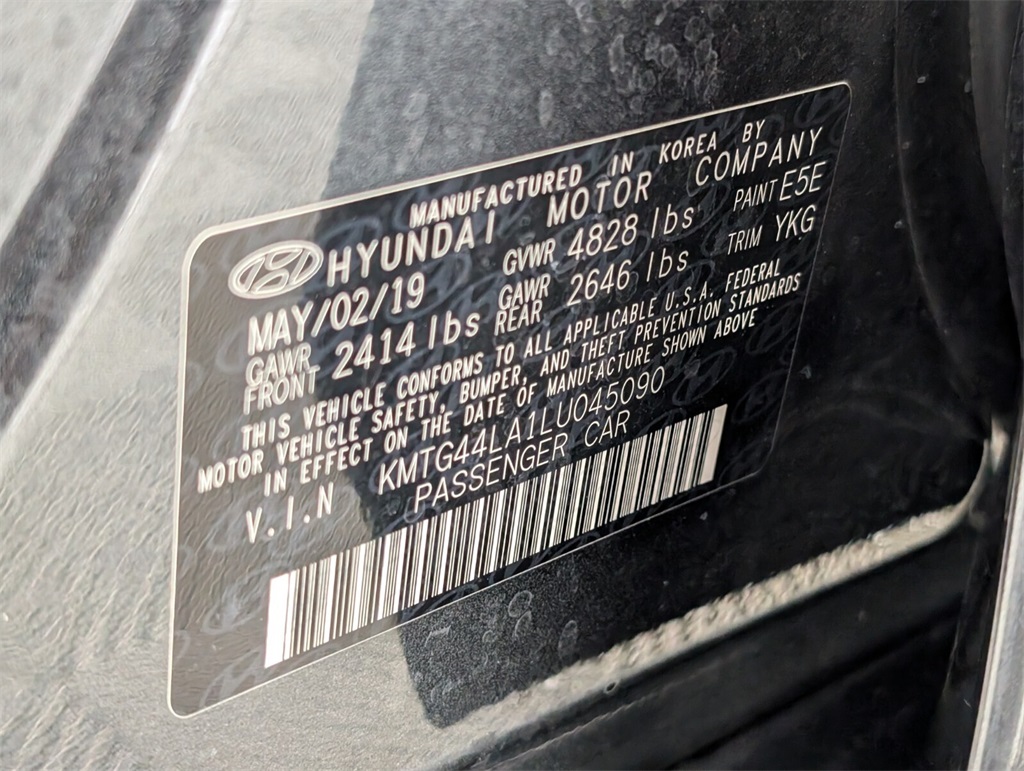 MANUFACTURED IN KOREA BY
HYUNDAI MOTOR COMPANY
MAY/02/19 GVWR 4828 lbs PAINT E5E
GAWR FRONT 2414 lbs GAWR REAR 2646 lbs TRIM YKG
THIS VEHICLE CONFORMS TO ALL APPLICABLE U.S.A. FEDERAL
MOTOR VEHICLE SAFETY, BUMPER, AND THEFT PREVENTION STANDARDS
IN EFFECT ON THE DATE OF MANUFACTURE SHOWN ABOVE
V.I.N KMTG44LA1LU045090
PASSENGER CAR